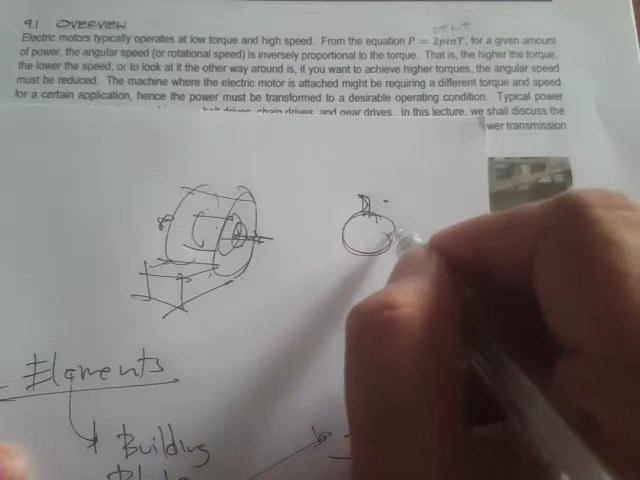 9.1 OVERVIEW
Electric motors typically operates at low torque and high speed. From the equation P = 2pinT, for a given amount
of power, the angular speed (or rotational speed) is inversely proportional to the torque. That is, the higher the torque,
the lower the speed, or to look at it the other way around is, if you want to achieve higher torques, the angular speed
must be reduced. The machine where the electric motor is attached might be requiring a different torque and speed
for a certain application, hence the power must be transformed to a desirable operating condition. Typical power
belt drives, chain drives, and gear drives. In this lecture, we shall discuss the
wer transmission
Elements
Building